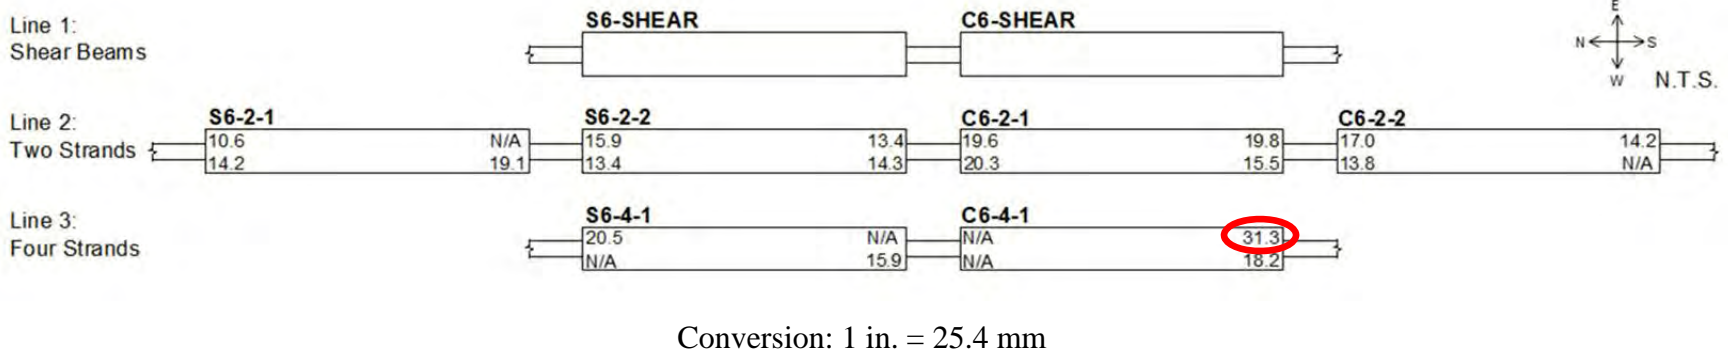 Line 1:
Shear Beams
S6-SHEAR
C6-SHEAR
E
N
S
W
N.T.S.
Line 2:
Two Strands
S6-2-1
10.6 N/A
14.2 19.1
S6-2-2
15.9 13.4
13.4 14.3
C6-2-1
19.6 19.8
20.3 15.5
C6-2-2
17.0 14.2
13.8 N/A
Line 3:
Four Strands
S6-4-1
20.5 N/A
N/A 15.9
C6-4-1
N/A 31.3
N/A 18.2
Conversion: 1 in. = 25.4 mm